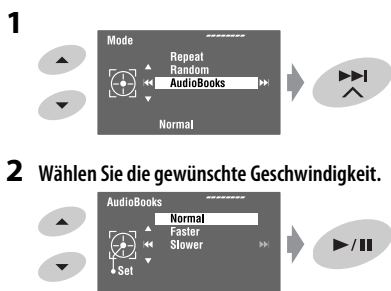 1
Mode
Repeat
Random
AudioBooks
Normal
2 Wählen Sie die gewünschte Geschwindigkeit.
AudioBooks
Normal
Faster
Slower
Set